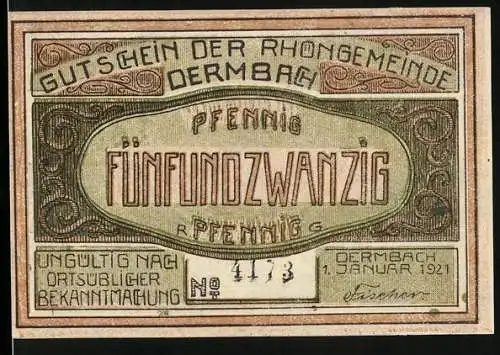 GUTSCHEIN DER RHÖNGEMEINDE
DERMBACH
PFENNIG
FÜNFUNDZWANZIG
R PFENNIG G
UNGÜLTIG NACH
ORTSÜBLICHER
BEKANNTMACHUNG
No 4173
DERMBACH
1. JANUAR 1921
Fischer